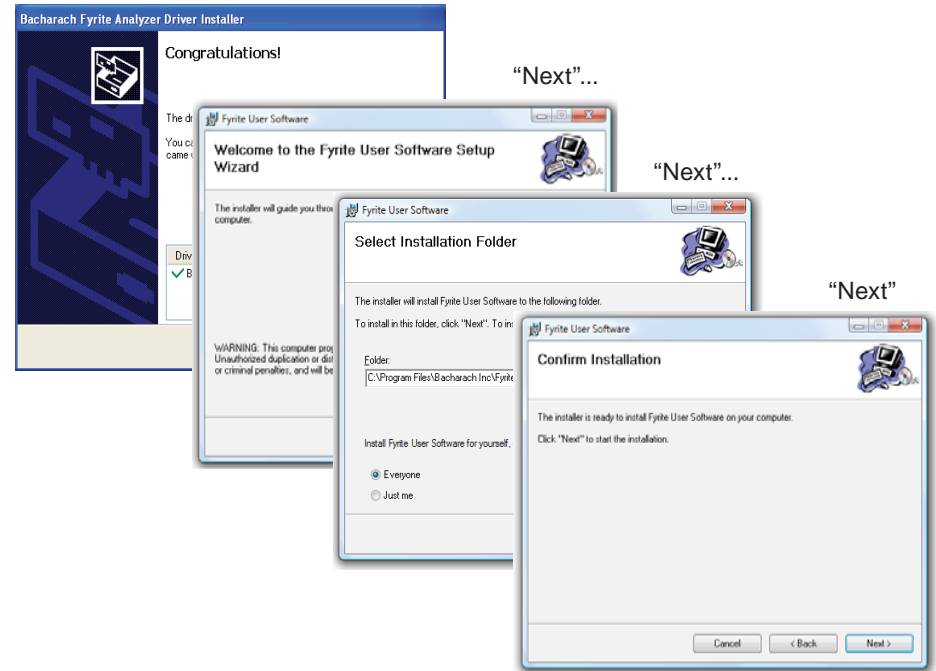 Bacharach Fyrite Analyzer Driver Installer
Congratulations!
The
You
came
Driv
“Next”...
Fyrite User Software
Welcome to the Fyrite User Software Setup
Wizard
The installer will guide you
computer.
WARNING: This computer
Unauthorized duplication or
or criminal penalties, and will be
“Next”...
Fyrite User Software
Select Installation Folder
The installer will install Fyrite User Software to the following folder.
To install in this folder, click "Next". To
Folder:
C:\Program Files\Bacharach Inc\Fyrite
Install Fyrite User Software for yourself,
Everyone
Just me
“Next”
Fyrite User Software
Confirm Installation
The installer is ready to install Fyrite User Software on your computer.
Click "Next" to start the installation.
Cancel
< Back
Next >